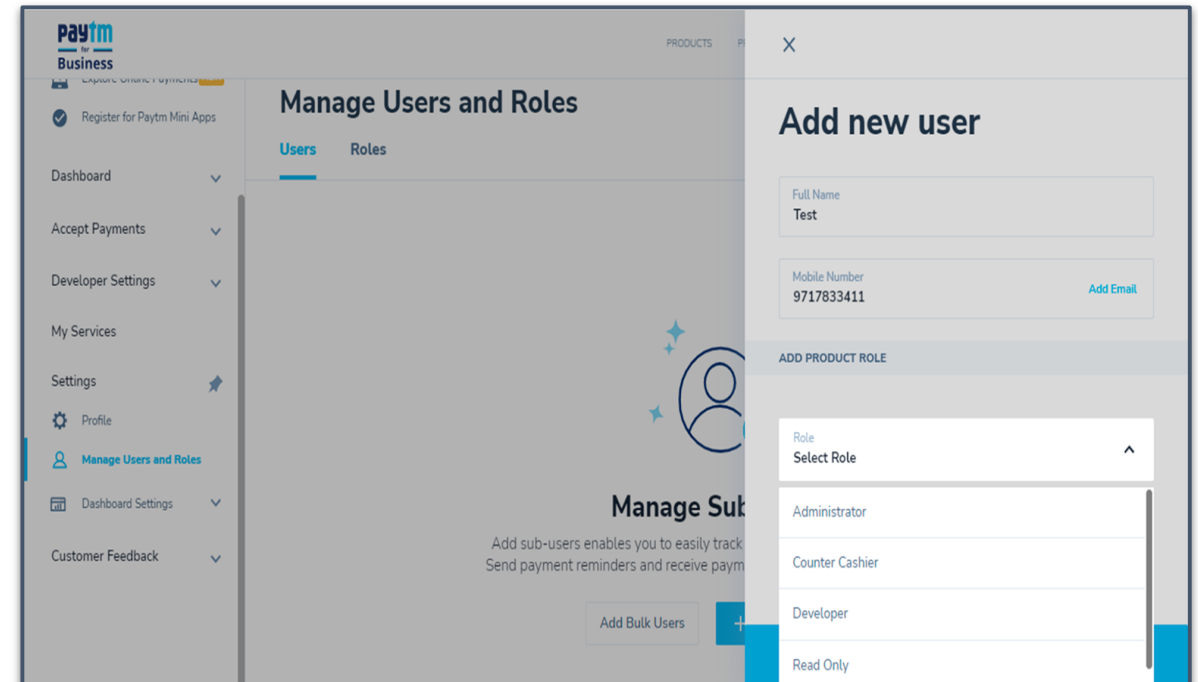 paytm
for
Business
PRODUCTS
Register for Paytm Mini Apps
Dashboard
Accept Payments
Developer Settings
My Services
Settings
Profile
Manage Users and Roles
Dashboard Settings
Customer Feedback
Manage Users and Roles
Users Roles
Manage Sub
Add sub-users enables you to easily track
Send payment reminders and receive paym
Add Bulk Users +
X
Add new user
Full Name
Test
Mobile Number
9717833411
Add Email
ADD PRODUCT ROLE
Role
Select Role
Administrator
Counter Cashier
Developer
Read Only